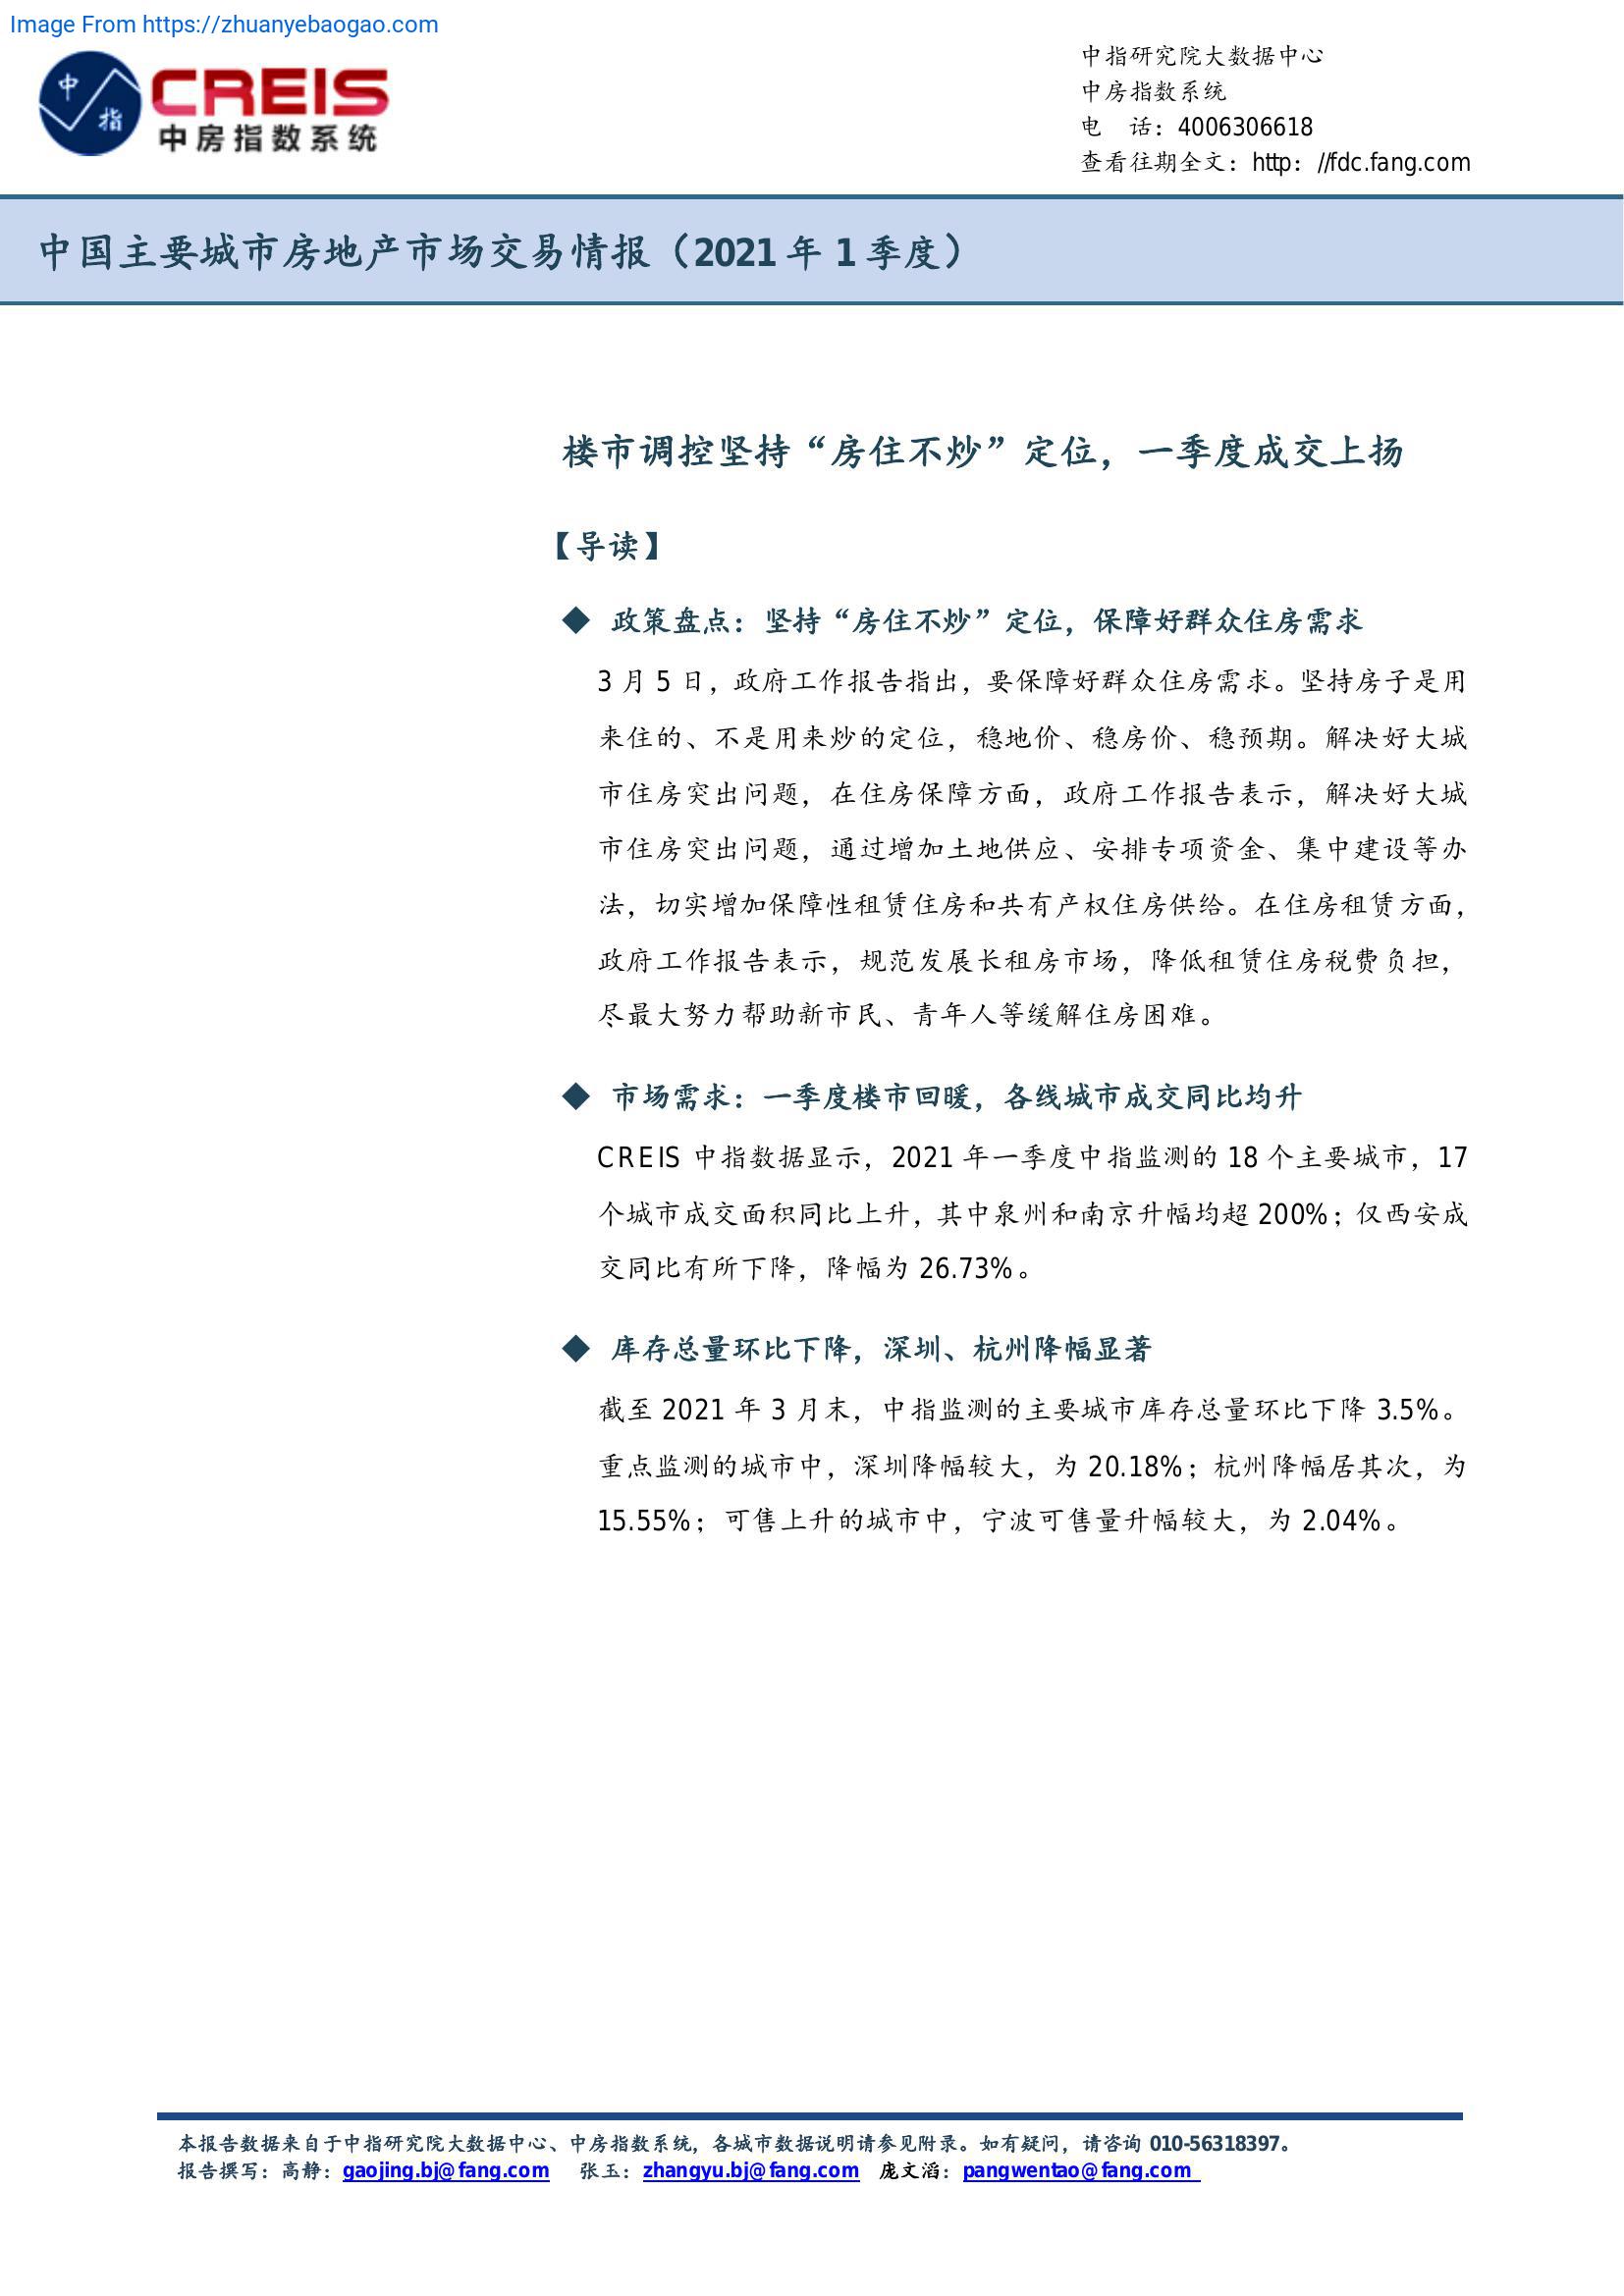 Image From https://zhuanyebaogao.com
中指
CREIS
中房指数系统
中指研究院大数据中心
中房指数系统
电 话：4006306618
查看往期全文：http：//fdc.fang.com
中国主要城市房地产市场交易情报（2021 年 1 季度）
楼市调控坚持“房住不炒”定位，一季度成交上扬
【导读】
◆ 政策盘点：坚持“房住不炒”定位，保障好群众住房需求
3 月 5 日，政府工作报告指出，要保障好群众住房需求。坚持房子是用
来住的、不是用来炒的定位，稳地价、稳房价、稳预期。解决好大城
市住房突出问题，在住房保障方面，政府工作报告表示，解决好大城
市住房突出问题，通过增加土地供应、安排专项资金、集中建设等办
法，切实增加保障性租赁住房和共有产权住房供给。在住房租赁方面，
政府工作报告表示，规范发展长租房市场，降低租赁住房税费负担，
尽最大努力帮助新市民、青年人等缓解住房困难。
◆ 市场需求：一季度楼市回暖，各线城市成交同比均升
CREIS 中指数据显示，2021 年一季度中指监测的 18 个主要城市，17
个城市成交面积同比上升，其中泉州和南京升幅均超 200%；仅西安成
交同比有所下降，降幅为 26.73%。
◆ 库存总量环比下降，深圳、杭州降幅显著
截至 2021 年 3 月末，中指监测的主要城市库存总量环比下降 3.5%。
重点监测的城市中，深圳降幅较大，为 20.18%；杭州降幅居其次，为
15.55%；可售上升的城市中，宁波可售量升幅较大，为 2.04%。
本报告数据来自于中指研究院大数据中心、中房指数系统，各城市数据说明请参见附录。如有疑问，请咨询 010-56318397。
报告撰写：高静：gaojing.bj@fang.com 张玉：zhangyu.bj@fang.com 庞文滔：pangwentao@fang.com